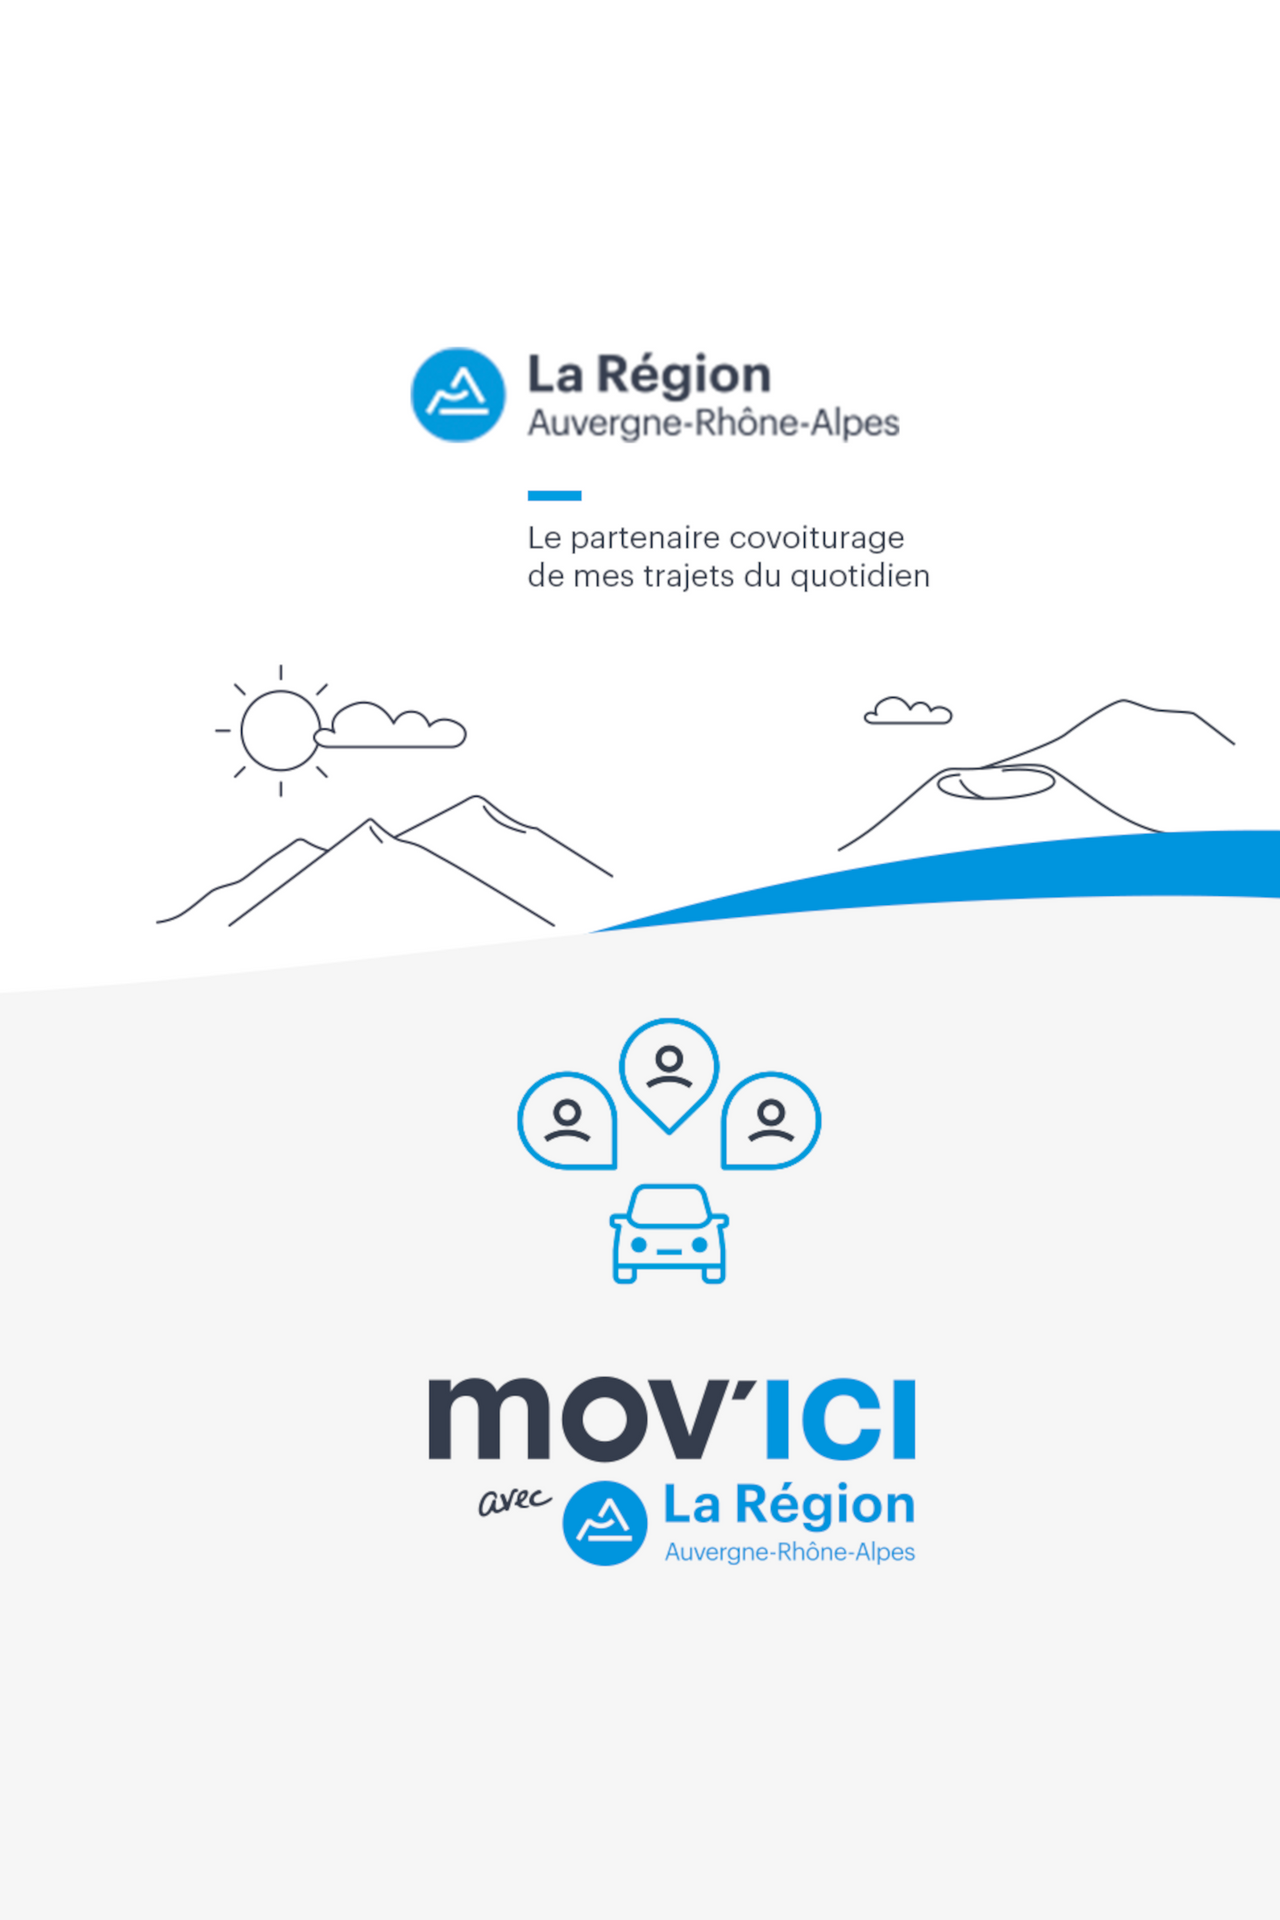 La Région
Auvergne-Rhône-Alpes
Le partenaire covoiturage
de mes trajets du quotidien
mov'ICI
avec La Région
Auvergne-Rhône-Alpes